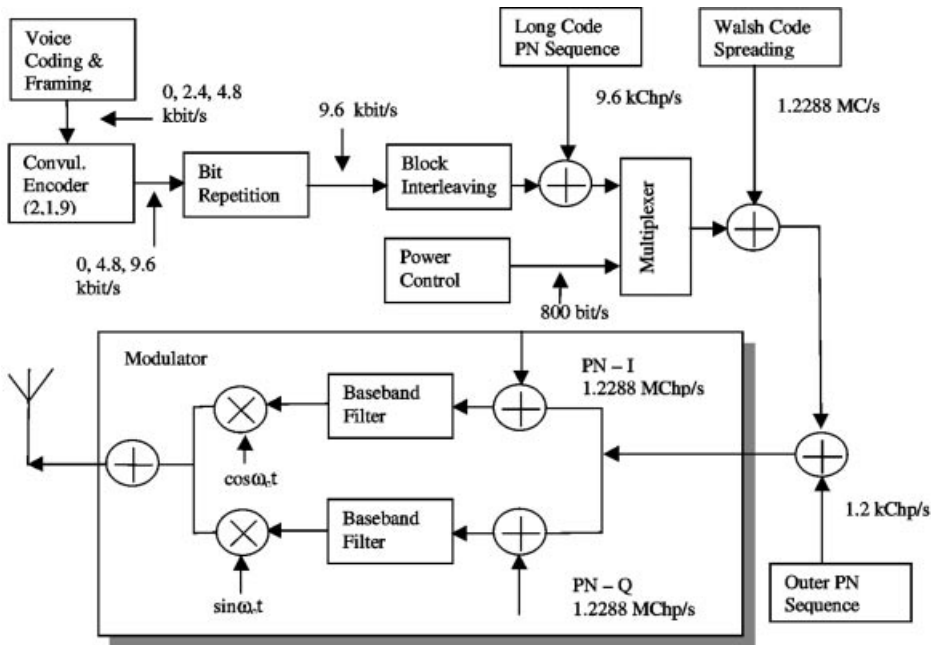 Voice
Coding &
Framing
Long Code
PN Sequence
Walsh Code
Spreading
0, 2.4, 4.8
kbit/s
9.6 kbit/s
9.6 kChp/s
1.2288 MC/s
Convul.
Encoder
(2,1,9)
Bit
Repetition
Block
Interleaving
Multiplexer
0, 4.8, 9.6
kbit/s
Power
Control
800 bit/s
Modulator
PN – I
1.2288 MChp/s
Baseband
Filter
cosω꜀t
1.2 kChp/s
Baseband
Filter
sinω꜀t
PN – Q
1.2288 MChp/s
Outer PN
Sequence